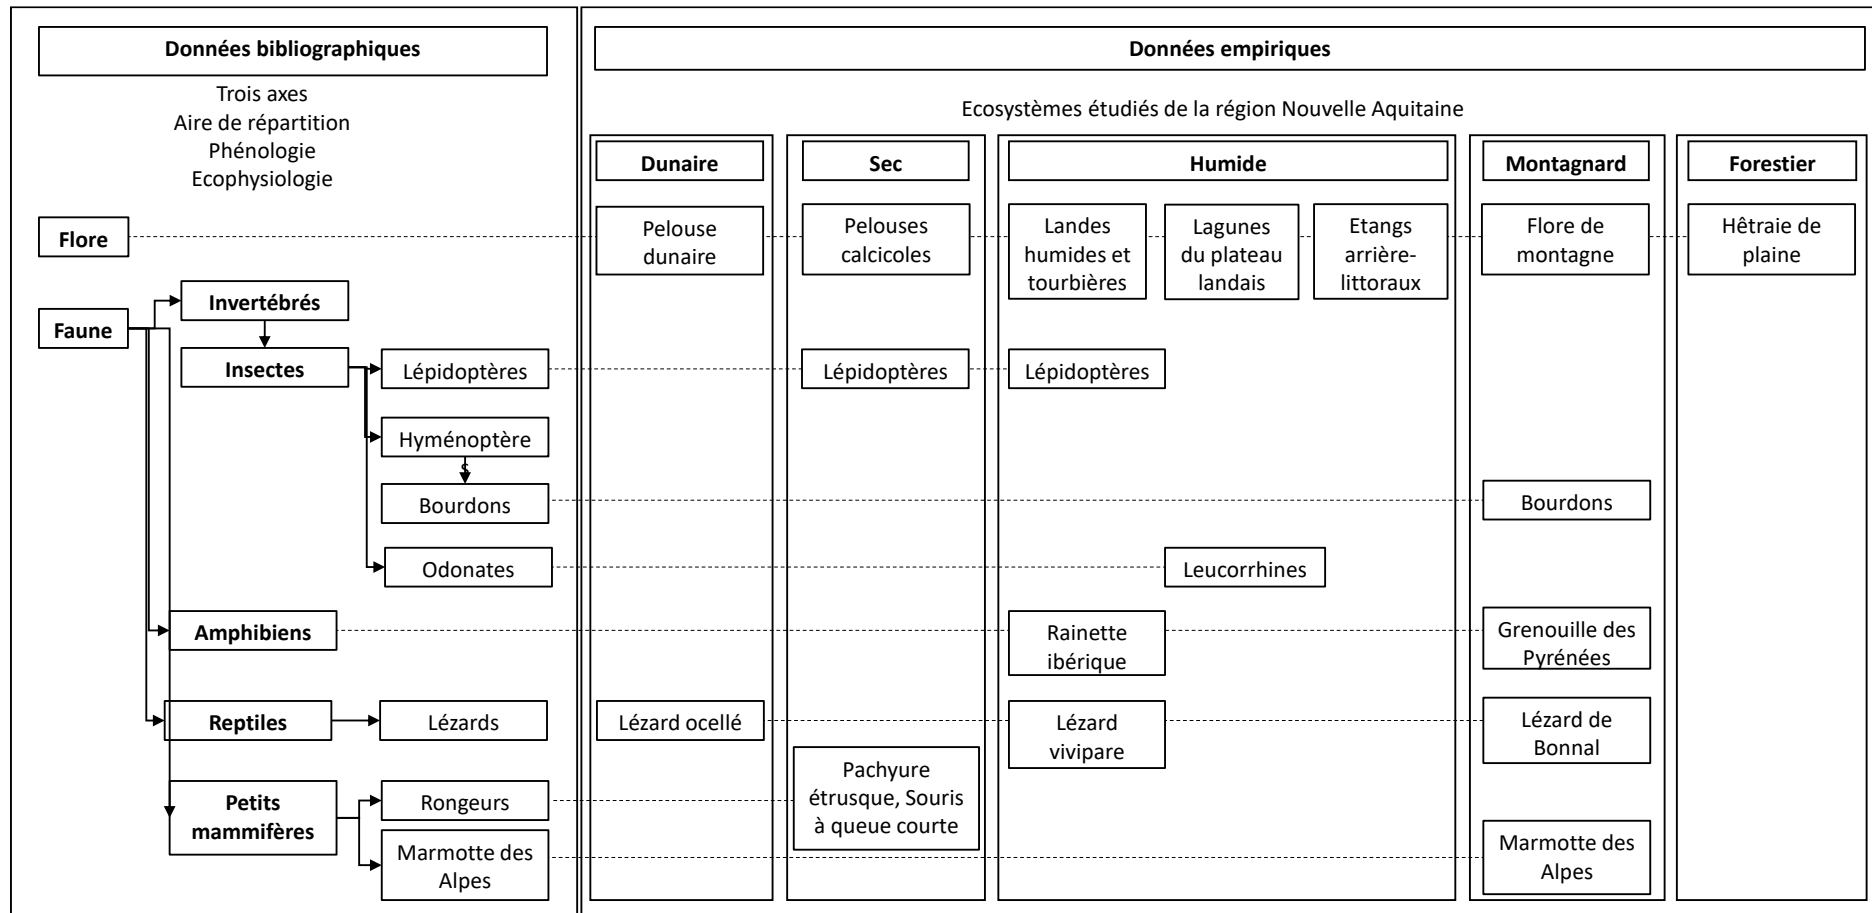 Données bibliographiques
Données empiriques
Trois axes
Aire de répartition
Phénologie
Ecophysiologie
Ecosystèmes étudiés de la région Nouvelle Aquitaine
Dunaire
Sec
Humide
Montagnard
Forestier
Flore
Pelouse
dunaire
Pelouses
calcicoles
Landes
humides et
tourbières
Lagunes
du plateau
landais
Etangs
arrière-
littoraux
Flore de
montagne
Hêtraie de
plaine
Faune
Invertébrés
Insectes
Lépidoptères
Lépidoptères
Lépidoptères
Hyménoptère
s
Bourdons
Bourdons
Odonates
Leucorrhines
Amphibiens
Rainette
ibérique
Grenouille des
Pyrénées
Reptiles
Lézards
Lézard ocellé
Lézard
vivipare
Lézard de
Bonnal
Petits
mammifères
Rongeurs
Pachyure
étrusque, Souris
à queue courte
Marmotte des
Alpes
Marmotte des
Alpes